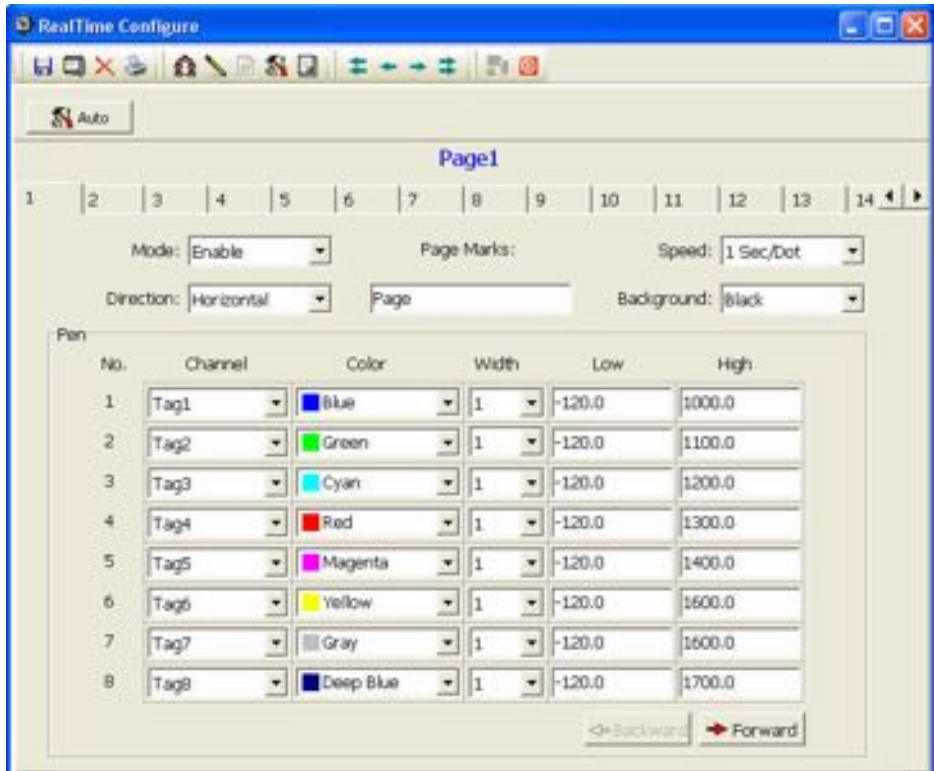 RealTime Configure
Auto
Page1
1 2 3 4 5 6 7 8 9 10 11 12 13 14
Mode: Enable Page Marks: Speed: 1 Sec/Dot
Direction: Horizontal Page Background: Black
Pen
No. Channel Color Width Low High
1 Tag1 Blue 1 -120.0 1000.0
2 Tag2 Green 1 -120.0 1100.0
3 Tag3 Cyan 1 -120.0 1200.0
4 Tag4 Red 1 -120.0 1300.0
5 Tag5 Magenta 1 -120.0 1400.0
6 Tag6 Yellow 1 -120.0 1600.0
7 Tag7 Gray 1 -120.0 1600.0
8 Tag8 Deep Blue 1 -120.0 1700.0
Backward Forward